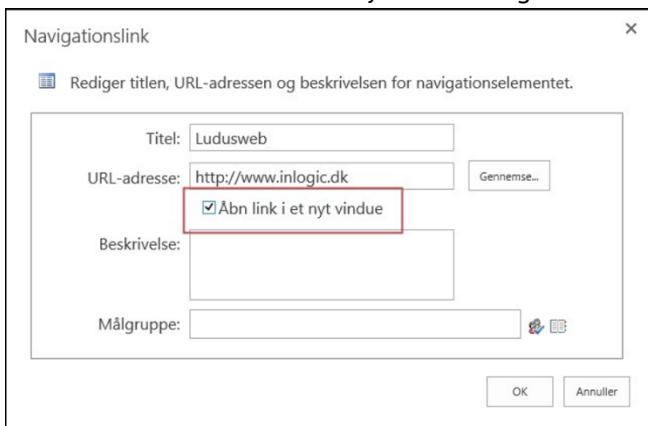 Navigationslink
Rediger titlen, URL-adressen og beskrivelsen for navigationselementet.
Titel: Ludusweb
URL-adresse: http://www.inlogic.dk Gennemse...
Åbn link i et nyt vindue
Beskrivelse:
Målgruppe:
OK Annuller